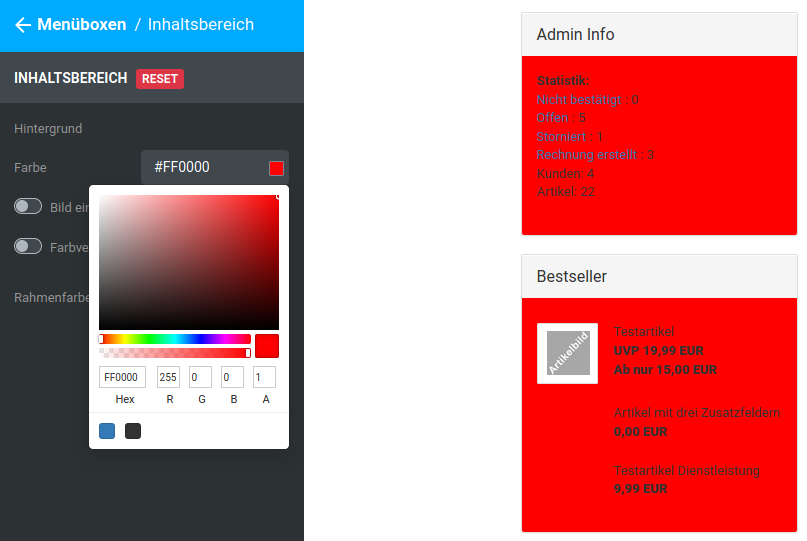 Menüboxen / Inhaltsbereich
INHALTSBEREICH RESET
Hintergrund
Farbe #FF0000
Bild ei
Farbve
Rahmenfarbe
FF0000 255 0 0 1
Hex R G B A
Admin Info
Statistik:
Nicht bestätigt : 0
Offen : 5
Storniert : 1
Rechnung erstellt : 3
Kunden: 4
Artikel: 22
Bestseller
Artikelbild
Testartikel
UVP 19,99 EUR
Ab nur 15,00 EUR
Artikel mit drei Zusatzfeldern
0,00 EUR
Testartikel Dienstleistung
9,99 EUR